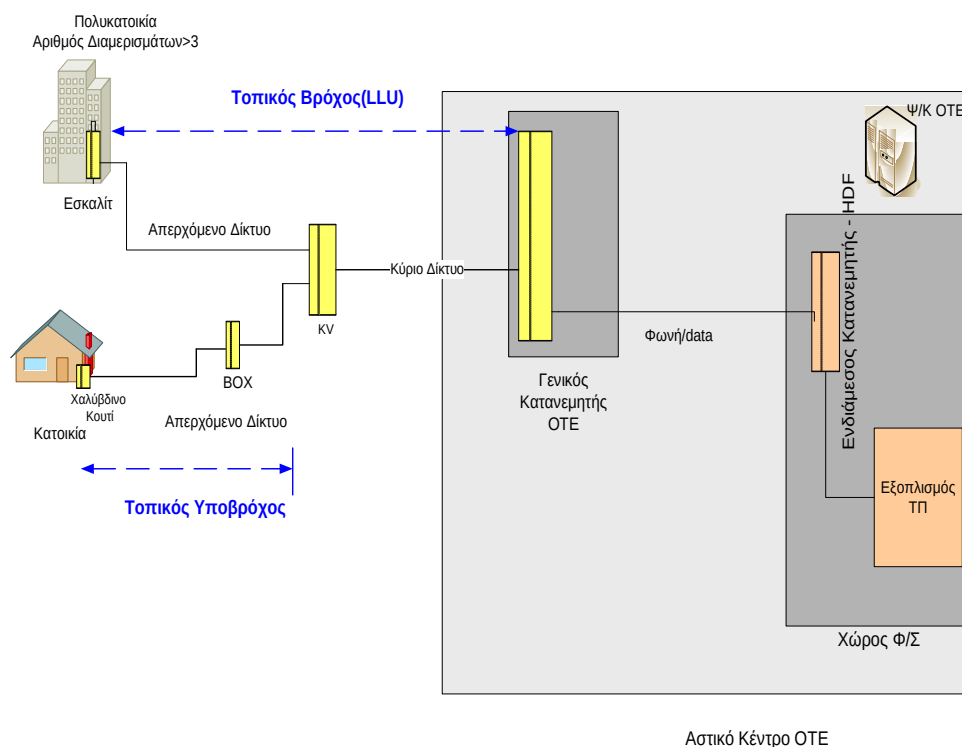 Πολυκατοικία
Αριθμός Διαμερισμάτων>3
Τοπικός Βρόχος(LLU)
Ψ/Κ ΟΤΕ
Εσκαλίτ
Απερχόμενο Δίκτυο
Κύριο Δίκτυο
KV
Ενδιάμεσος Κατανεμητής - HDF
Φωνή/data
BOX
Χαλύβδινο
Κουτί
Κατοικία
Απερχόμενο Δίκτυο
Γενικός
Κατανεμητής
ΟΤΕ
Τοπικός Υποβρόχος
Εξοπλισμός
ΤΠ
Χώρος Φ/Σ
Αστικό Κέντρο ΟΤΕ